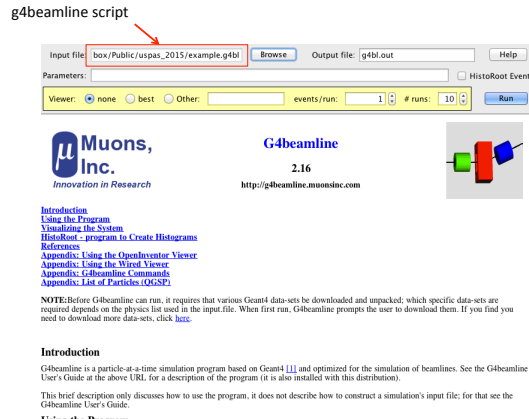 g4beamline script
Input file: box/Public/uspas_2015/example.g4bl Browse Output file: g4bl.out Help
Parameters: HistoRoot Event
Viewer: none best Other: events/run: 1 # runs: 10 Run
μ Muons, Inc.
Innovation in Research
G4beamline
2.16
http://g4beamline.muonsinc.com
Introduction
Using the Program
Visualizing the System
HistoRoot - program to Create Histograms
References
Appendix: Using the OpenInventor Viewer
Appendix: Using the Wired Viewer
Appendix: G4beamline Commands
Appendix: List of Particles (QGSP)
NOTE:Before G4beamline can run, it requires that various Geant4 data-sets be downloaded and unpacked; which specific data-sets are
required depends on the physics list used in the input.file. When first run, G4beamline prompts the user to download them. If you find you
need to download more data-sets, click here.
Introduction
G4beamline is a particle-at-a-time simulation program based on Geant4 [1] and optimized for the simulation of beamlines. See the G4beamline
User's Guide at the above URL for a description of the program (it is also installed with this distribution).
This brief description only discusses how to use the program, it does not describe how to construct a simulation's input file; for that see the
G4beamline User's Guide.
Using the Program